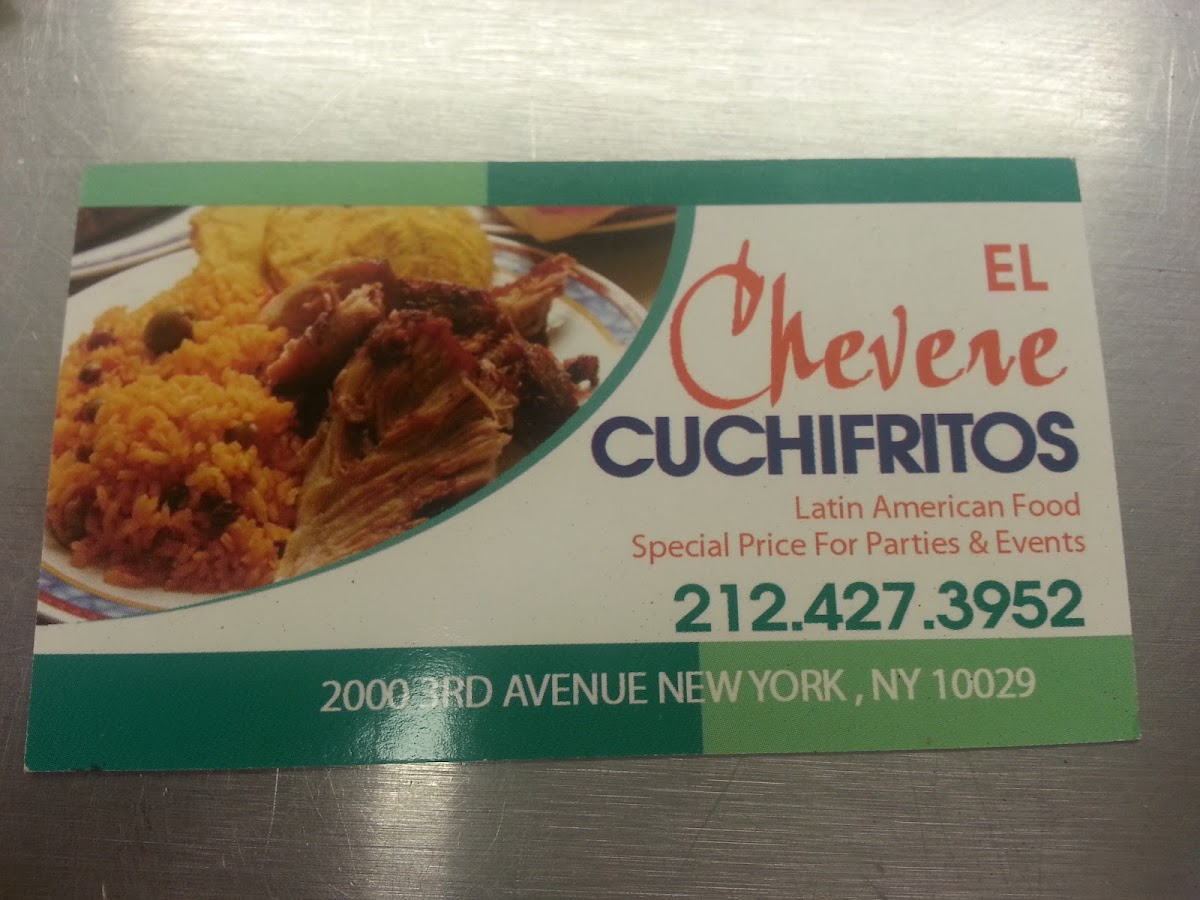 EL
Chevere
CUCHIFRITOS
Latin American Food
Special Price For Parties & Events
212.427.3952
2000 3RD AVENUE NEW YORK , NY 10029